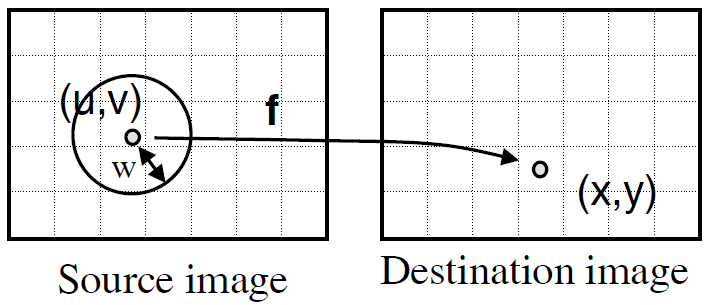 (u,v)
f
w
(x,y)
Source image
Destination image